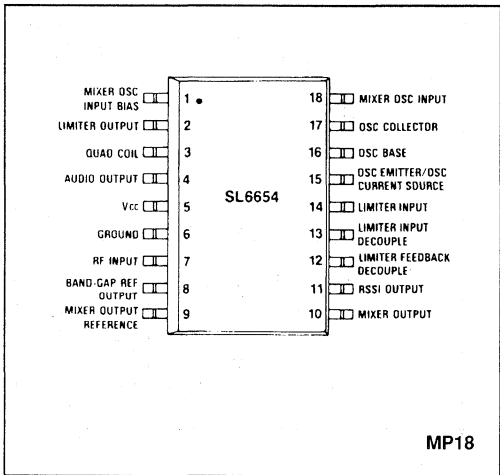 MIXER OSC
INPUT BIAS
LIMITER OUTPUT
QUAD COIL
AUDIO OUTPUT
Vcc
GROUND
RF INPUT
BAND-GAP REF
OUTPUT
MIXER OUTPUT
REFERENCE
1
2
3
4
5
6
7
8
9
SL6654
18
17
16
15
14
13
12
11
10
MIXER OSC INPUT
OSC COLLECTOR
OSC BASE
OSC EMITTER/OSC
CURRENT SOURCE
LIMITER INPUT
LIMITER INPUT
DECOUPLE
LIMITER FEEDBACK
DECOUPLE
RSSI OUTPUT
MIXER OUTPUT
MP18